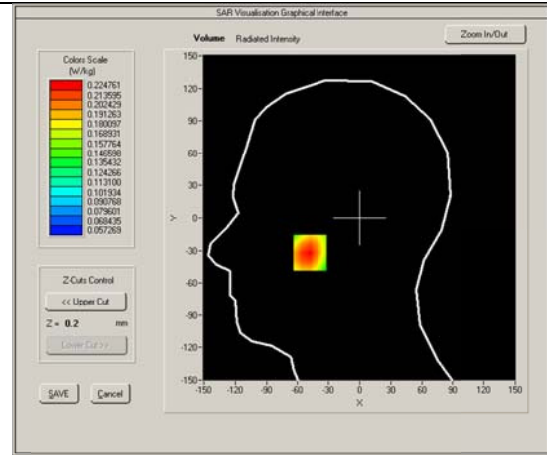 SAR Visualisation Graphical Interface
Volume Radiated Intensity
Zoom In/Out
Colors Scale
(W/kg)
0.224761
0.213595
0.202429
0.191263
0.180097
0.168931
0.157764
0.146598
0.135432
0.124266
0.113100
0.101934
0.090768
0.079601
0.068435
0.057269
Z-Cuts Control
<< Upper Cut
Z = 0.2 mm
Lower Cut >>
SAVE Cancel
150
120
90
60
30
0
-30
-60
-90
-120
-150
Y
-150 -120 -90 -60 -30 0 30 60 90 120 150
X